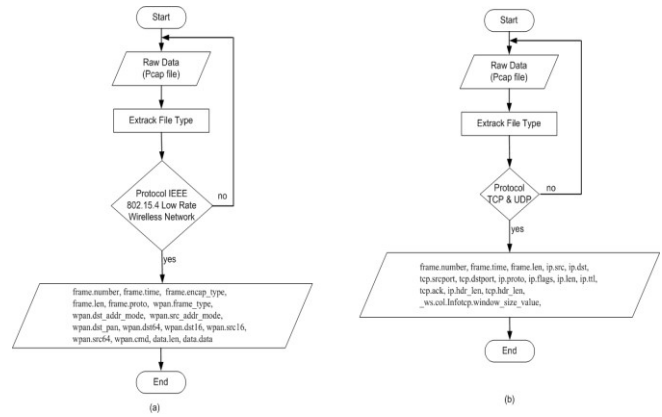 Start
Raw Data
(Pcap file)
Extrack File Type
Protocol IEEE
802.15.4 Low Rate
Wirelless Network
no
yes
frame.number, frame.time, frame.encap_type,
frame.len, frame.proto, wpan.frame_type,
wpan.dst_addr_mode, wpan.src_addr_mode,
wpan.dst_pan, wpan.dst64, wpan.dst16, wpan.src16,
wpan.src64, wpan.cmd, data.len, data.data
End
(a)
Start
Raw Data
(Pcap file)
Extrack File Type
Protocol
TCP & UDP
no
yes
frame.number, frame.time, frame.len, ip.src, ip.dst,
tcp.srcport, tcp.dstport, ip.proto, ip.flags, ip.len, ip.ttl,
tcp.ack, ip.hdr_len, tcp.hdr_len,
_ws.col.Infotcp.window_size_value,
End
(b)